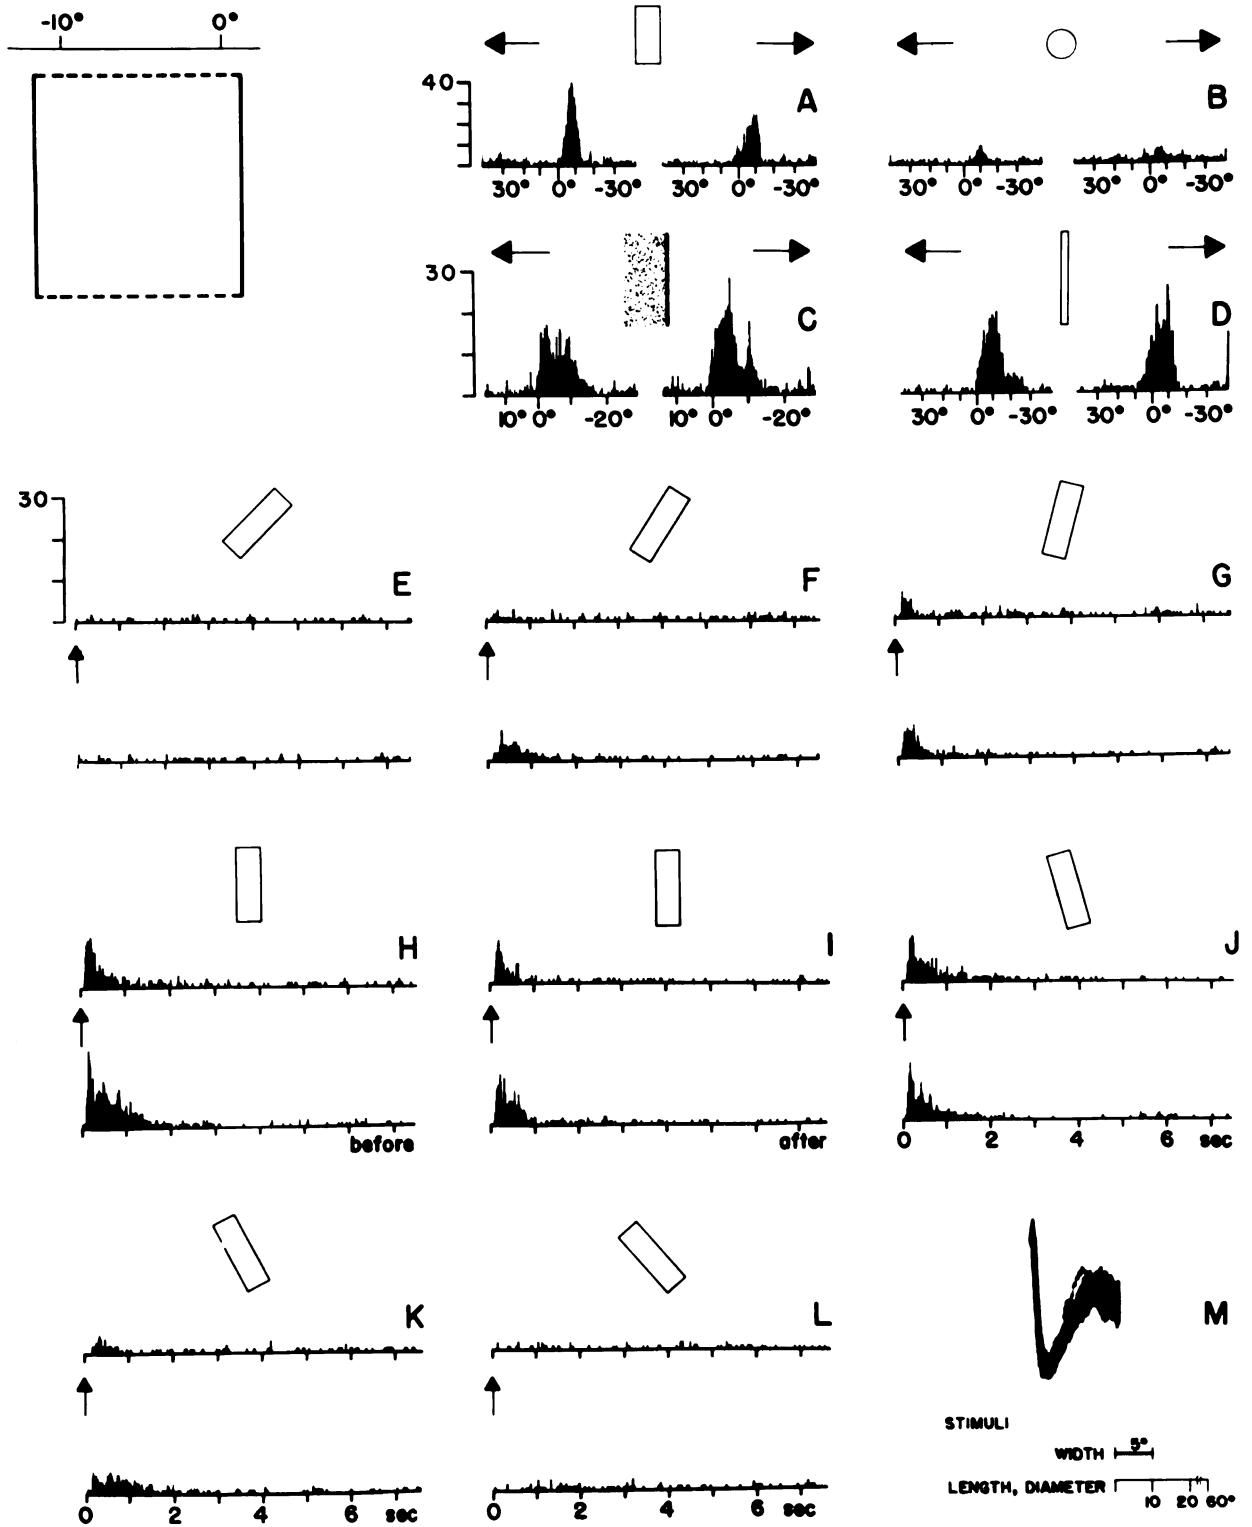 -10° 0°
40
A
B
30° 0° -30° 30° 0° -30°
30° 0° -30° 30° 0° -30°
30
C
D
10° 0° -20° 10° 0° -20°
30° 0° -30° 30° 0° -30°
30
E
F
G
H
I
J
before
after
0 2 4 6 sec
K
L
M
STIMULI
WIDTH 5°
LENGTH, DIAMETER
10 20 60°
0 2 4 6 sec
0 2 4 6 sec